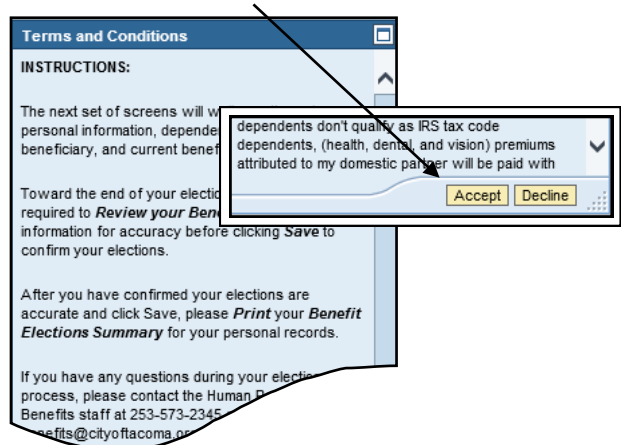 Terms and Conditions
INSTRUCTIONS:
The next set of screens will
personal information,
beneficiary, and current
Toward the end of your
required to Review your
information for accuracy before clicking Save to
confirm your elections.
After you have confirmed your elections are
accurate and click Save, please Print your Benefit
Elections Summary for your personal records.
If you have any questions during your
process, please contact the Human
Benefits staff at 253-573-2345
dependents don't qualify as IRS tax code
dependents, (health, dental, and vision) premiums
attributed to my domestic partner will be paid with
Accept Decline